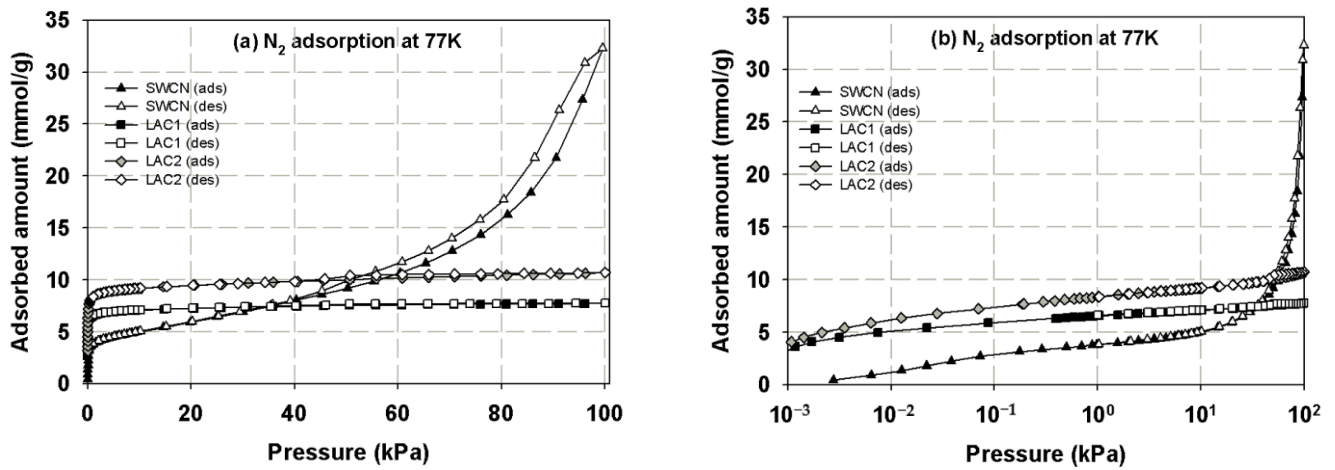 (a) N₂ adsorption at 77K
Adsorbed amount (mmol/g)
35
30
25
20
15
10
5
0
SWCN (ads)
SWCN (des)
LAC1 (ads)
LAC1 (des)
LAC2 (ads)
LAC2 (des)
0 20 40 60 80 100
Pressure (kPa)
(b) N₂ adsorption at 77K
Adsorbed amount (mmol/g)
35
30
25
20
15
10
5
0
SWCN (ads)
SWCN (des)
LAC1 (ads)
LAC1 (des)
LAC2 (ads)
LAC2 (des)
10⁻³ 10⁻² 10⁻¹ 10⁰ 10¹ 10²
Pressure (kPa)